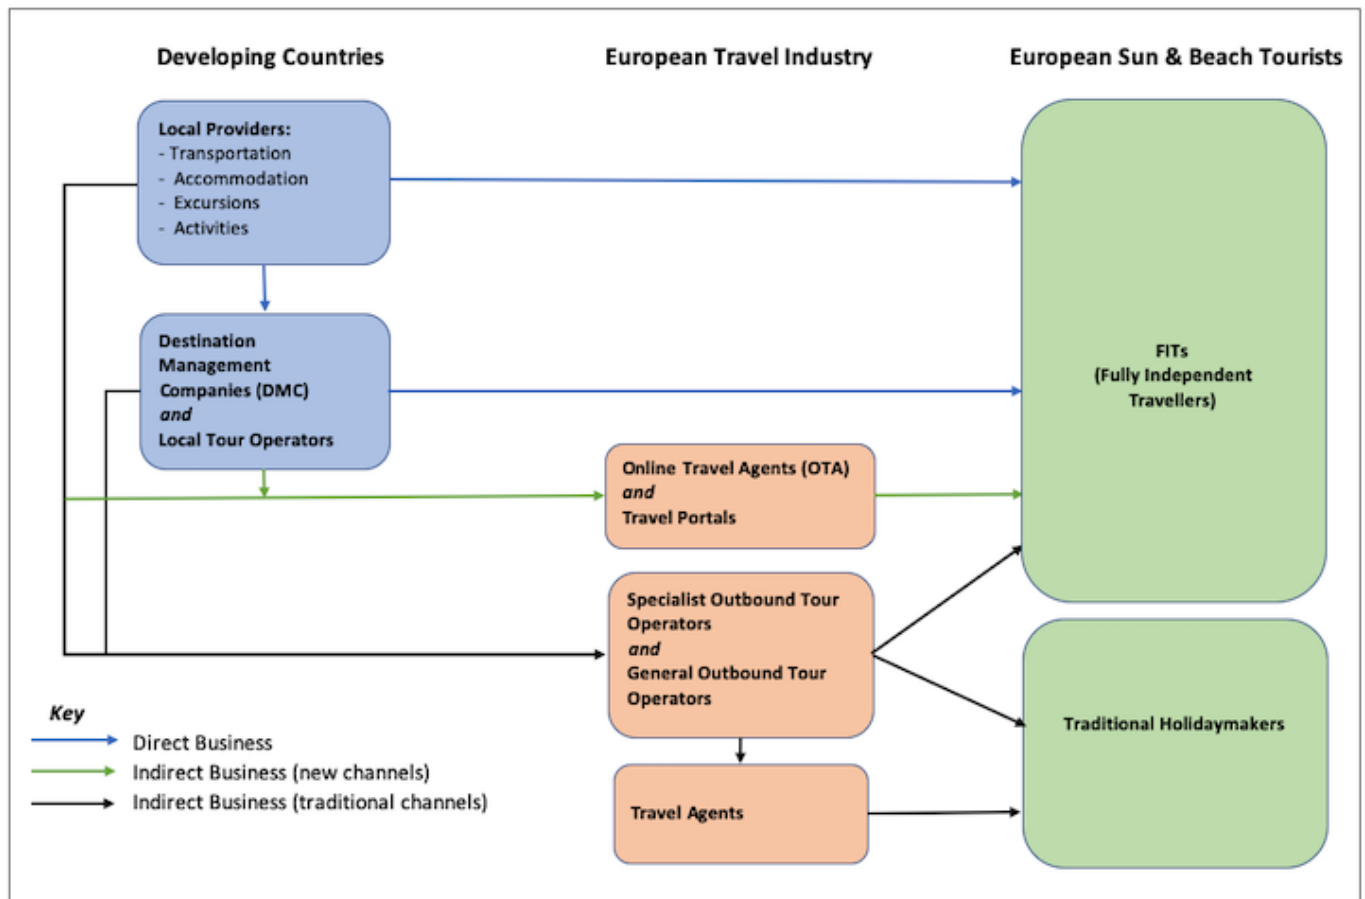 Developing Countries
European Travel Industry
European Sun & Beach Tourists
Local Providers:
- Transportation
- Accommodation
- Excursions
- Activities
Destination
Management
Companies (DMC)
and
Local Tour Operators
Online Travel Agents (OTA)
and
Travel Portals
Specialist Outbound Tour
Operators
and
General Outbound Tour
Operators
Travel Agents
FITs
(Fully Independent
Travellers)
Traditional Holidaymakers
Key
Direct Business
Indirect Business (new channels)
Indirect Business (traditional channels)